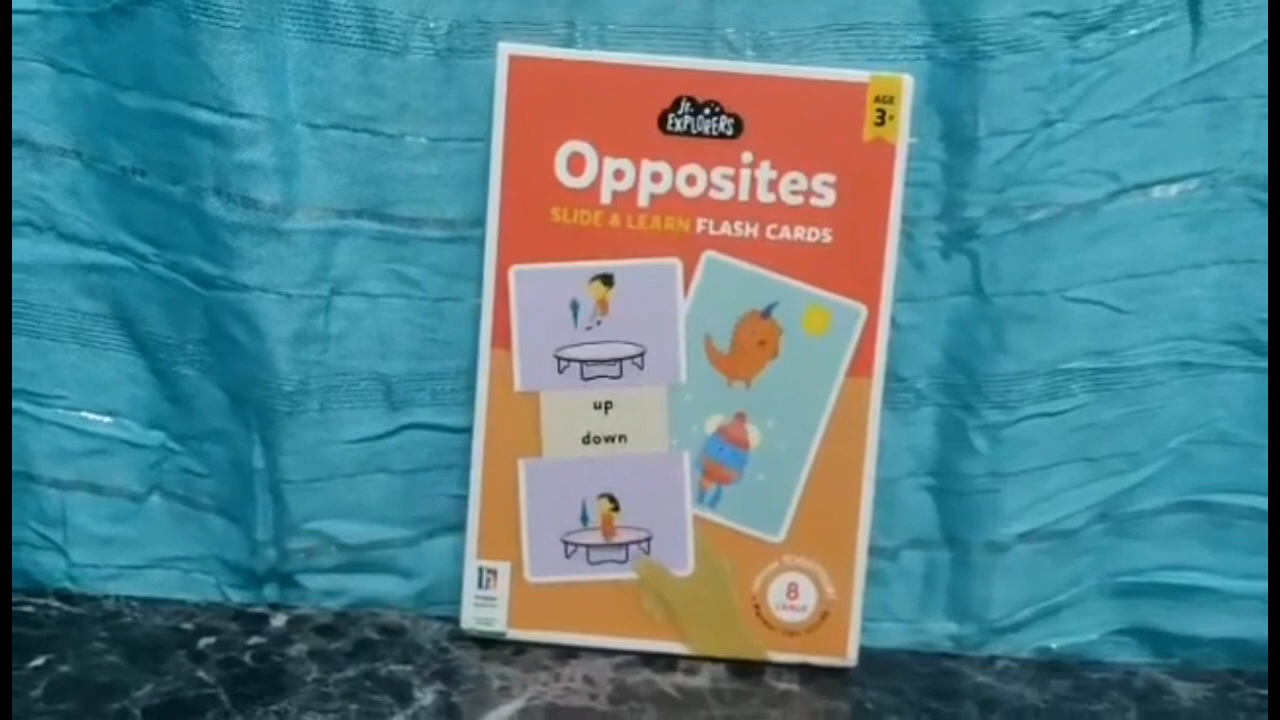 Jr.
EXPLORERS
AGE
3+
Opposites
SLIDE & LEARN FLASH CARDS
up
down
8